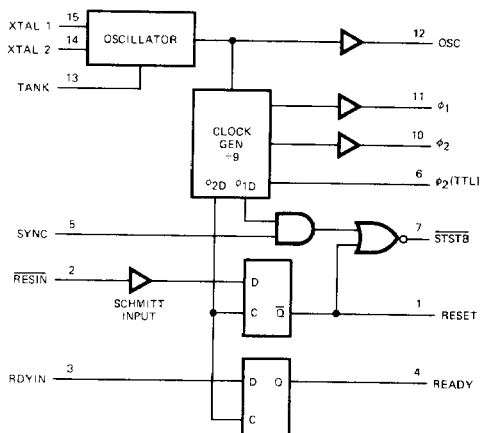 XTAL 1 15 OSCILLATOR 12 OSC
XTAL 2 14
TANK 13
CLOCK GEN ÷9
11 ϕ1
10 ϕ2
6 ϕ2(TTL)
ϕ2D ϕ1D
SYNC 5
7 STSTB
RESIN 2
SCHMITT INPUT
D
C Q
1 RESET
RDYIN 3
D Q
4 READY
C